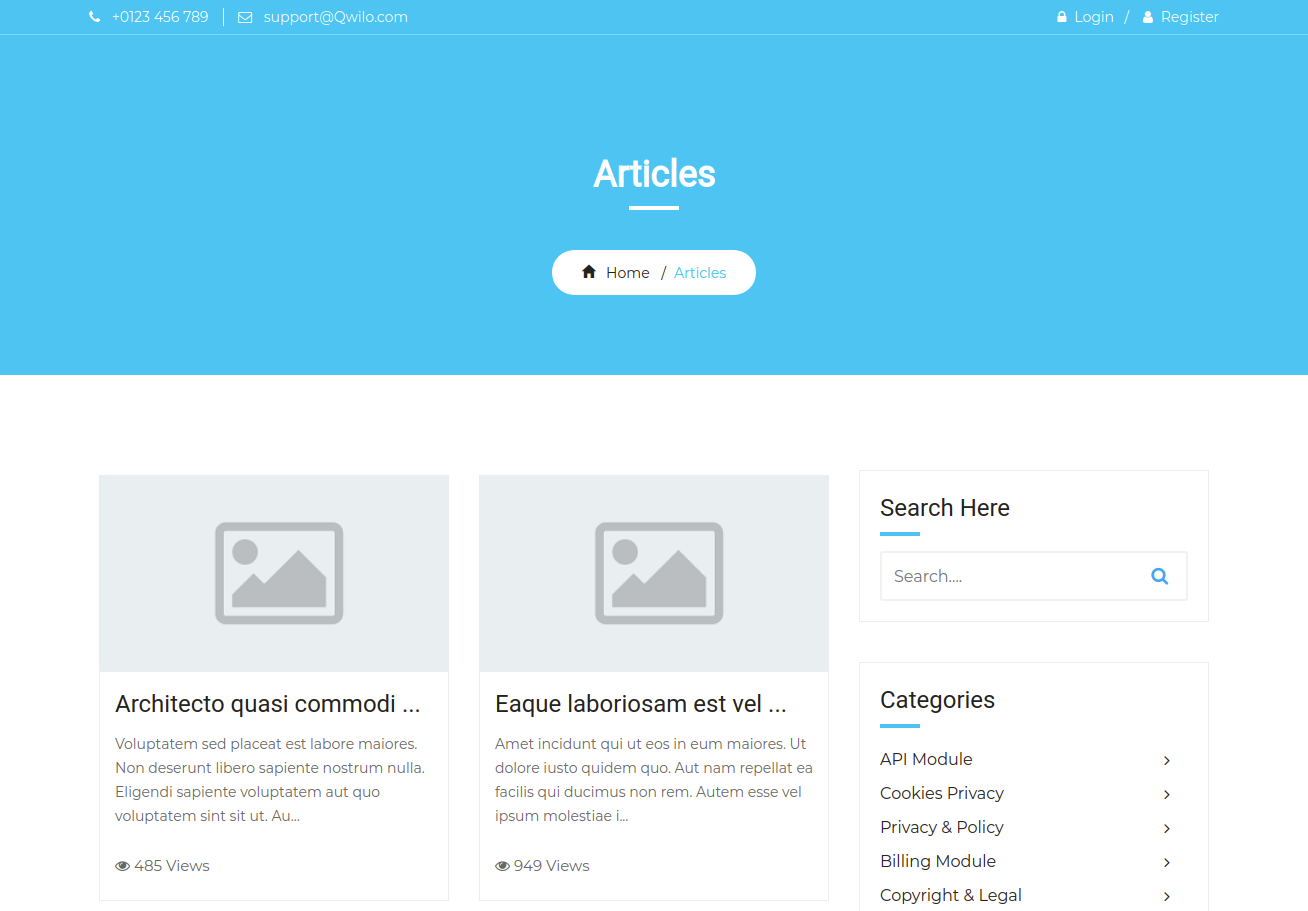 +0123 456 789
support@Qwilo.com
Login / Register
Articles
Home / Articles
Architecto quasi commodi ...
Voluptatem sed placeat est labore maiores.
Non deserunt libero sapiente nostrum nulla.
Eligendi sapiente voluptatem aut quo
voluptatem sint sit ut. Au...
485 Views
Eaque laboriosam est vel ...
Amet incidunt qui ut eos in eum maiores. Ut
dolore iusto quidem quo. Aut nam repellat ea
facilis qui ducimus non rem. Autem esse vel
ipsum molestiae i...
949 Views
Search Here
Search....
Categories
API Module
Cookies Privacy
Privacy & Policy
Billing Module
Copyright & Legal